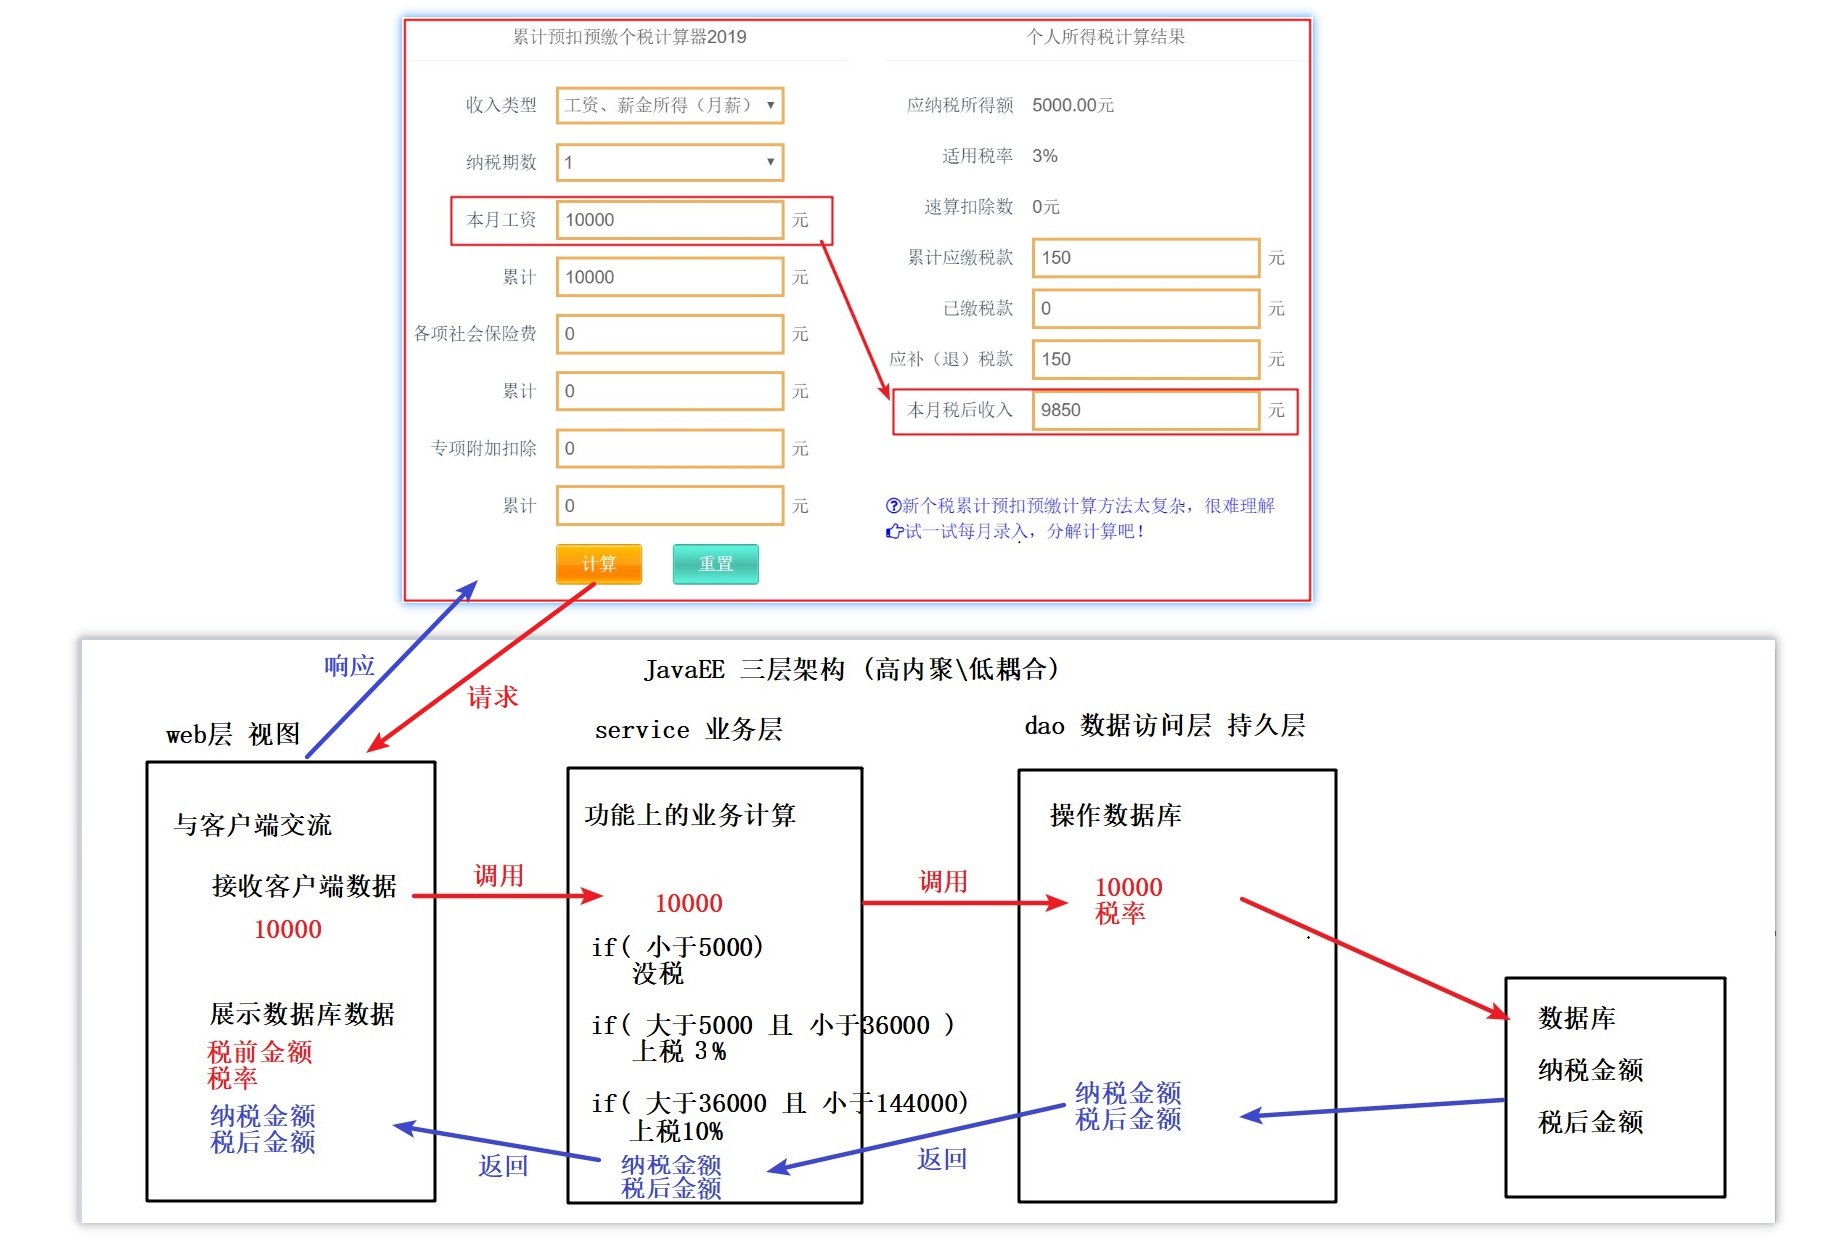 累计预扣预缴个税计算器2019
收入类型 工资、薪金所得（月薪）
纳税期数 1
本月工资 10000 元
累计 10000 元
各项社会保险费 0 元
累计 0 元
专项附加扣除 0 元
累计 0 元
计算 重置
个人所得税计算结果
应纳税所得额 5000.00元
适用税率 3%
速算扣除数 0元
累计应缴税款 150 元
已缴税款 0 元
应补（退）税款 150 元
本月税后收入 9850 元
新个税累计预扣预缴计算方法太复杂，很难理解
试一试每月录入，分解计算吧！
响应
请求
JavaEE 三层架构 (高内聚\低耦合)
web层 视图
与客户端交流
接收客户端数据
10000
展示数据库数据
税前金额
税率
纳税金额
税后金额
调用
返回
service 业务层
功能上的业务计算
10000
if( 小于5000)
没税
if( 大于5000 且 小于36000 )
上税 3%
if( 大于36000 且 小于144000)
上税10%
纳税金额
税后金额
调用
返回
dao 数据访问层 持久层
操作数据库
10000
税率
纳税金额
税后金额
数据库
纳税金额
税后金额